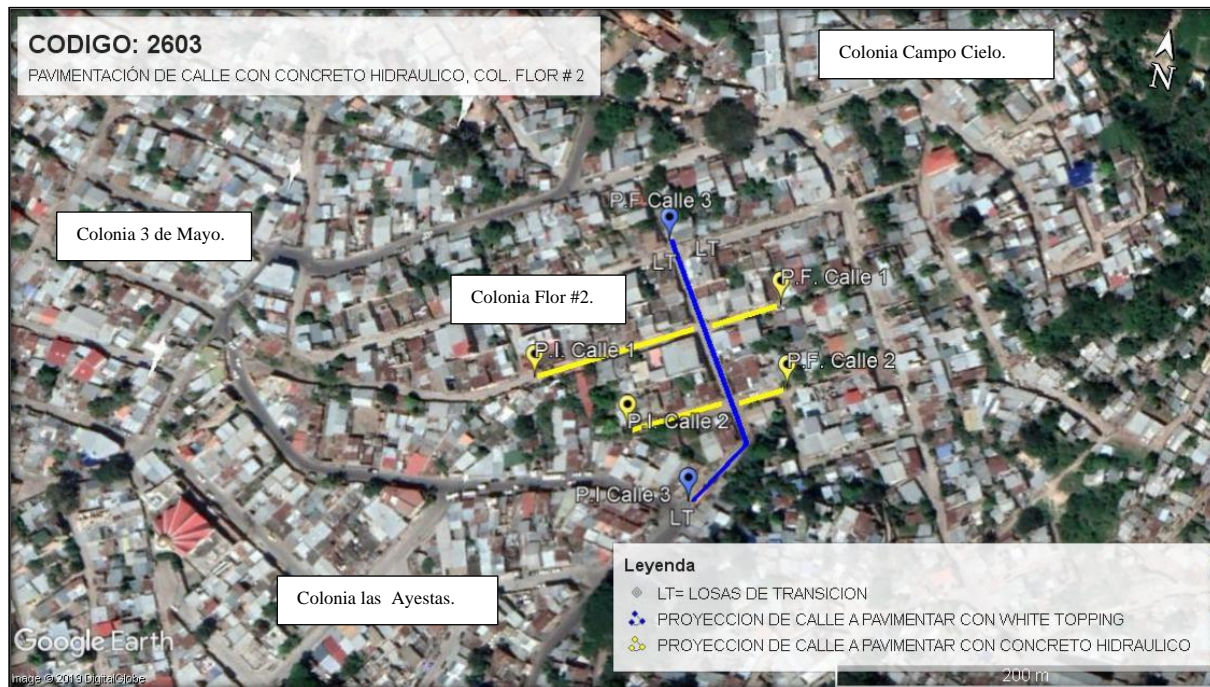 CODIGO: 2603
PAVIMENTACIÓN DE CALLE CON CONCRETO HIDRAULICO, COL. FLOR # 2
Colonia Campo Cielo.
N
P.F Calle 3
Colonia 3 de Mayo.
LT
LT
P.F. Calle 1
Colonia Flor #2.
P.I. Calle 1
P.F. Calle 2
P.I. Calle 2
P.I Calle 3
LT
Leyenda
LT= LOSAS DE TRANSICION
Colonia las Ayestas.
PROYECCION DE CALLE A PAVIMENTAR CON WHITE TOPPING
PROYECCION DE CALLE A PAVIMENTAR CON CONCRETO HIDRAULICO
Google Earth
Image © 2019 DigitalGlobe
200 m